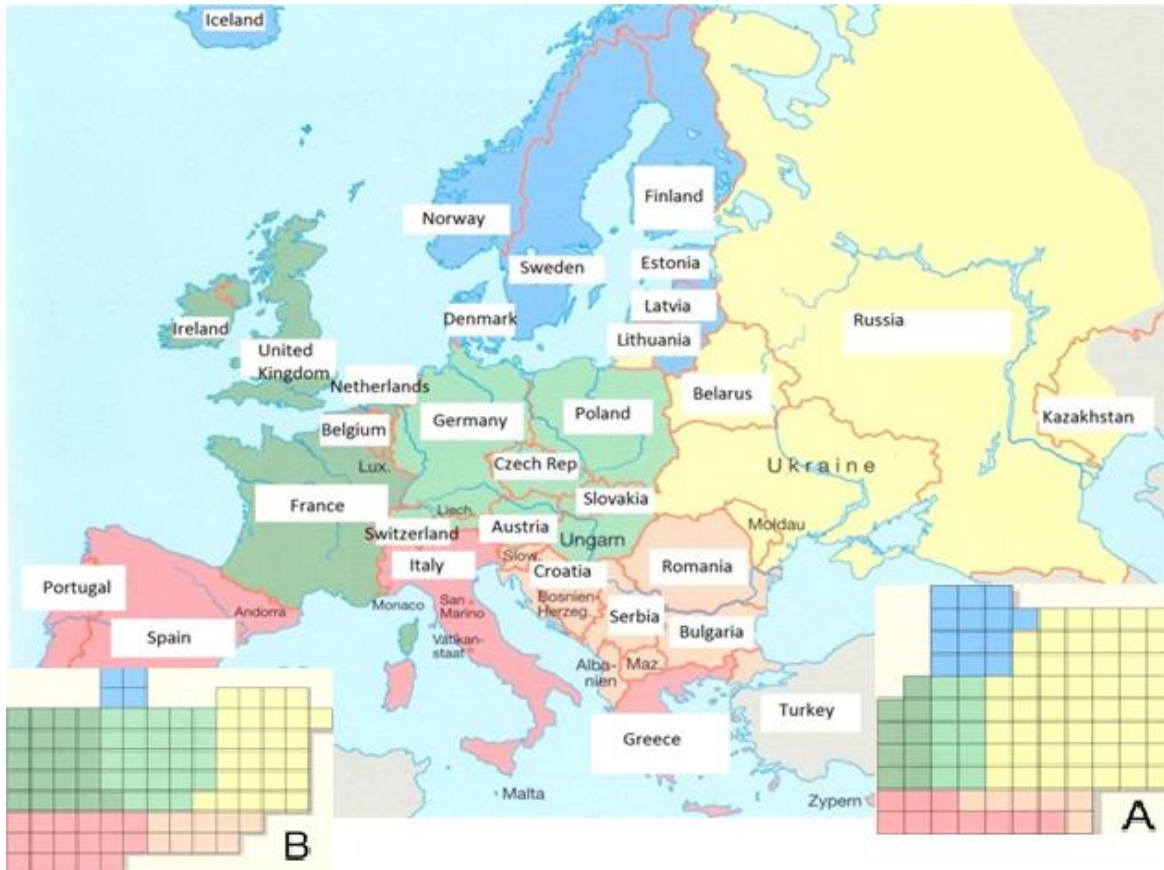 Iceland
Norway
Finland
Sweden
Estonia
Latvia
Lithuania
Denmark
Ireland
United
Kingdom
Russia
Netherlands
Belgium
Germany
Poland
Belarus
Kazakhstan
Lux.
Czech Rep
Ukraine
France
Slovakia
Liech.
Switzerland
Austria
Ungarn
Moldau
Italy
Slow.
Croatia
Romania
Portugal
Andorra
Monaco
San
Marino
Bosnien-
Herzeg.
Serbia
Bulgaria
Spain
Vatikan-
staat
Alba-
nien
Maz.
Turkey
Greece
Malta
Zypern
B
A